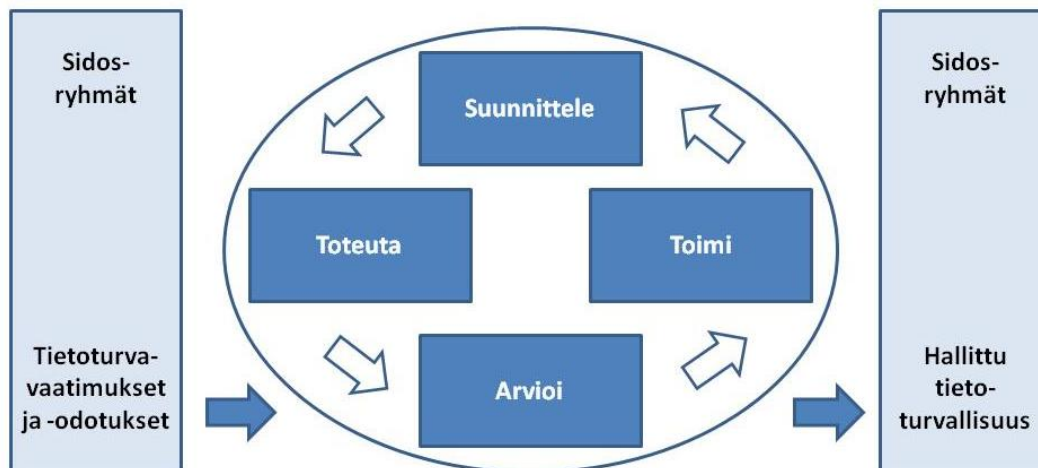 Sidos-
ryhmät
Tietoturva-
vaatimukset
ja -odotukset
Suunnittele
Toteuta
Toimi
Arvioi
Sidos-
ryhmät
Hallittu
tieto-
turvallisuus